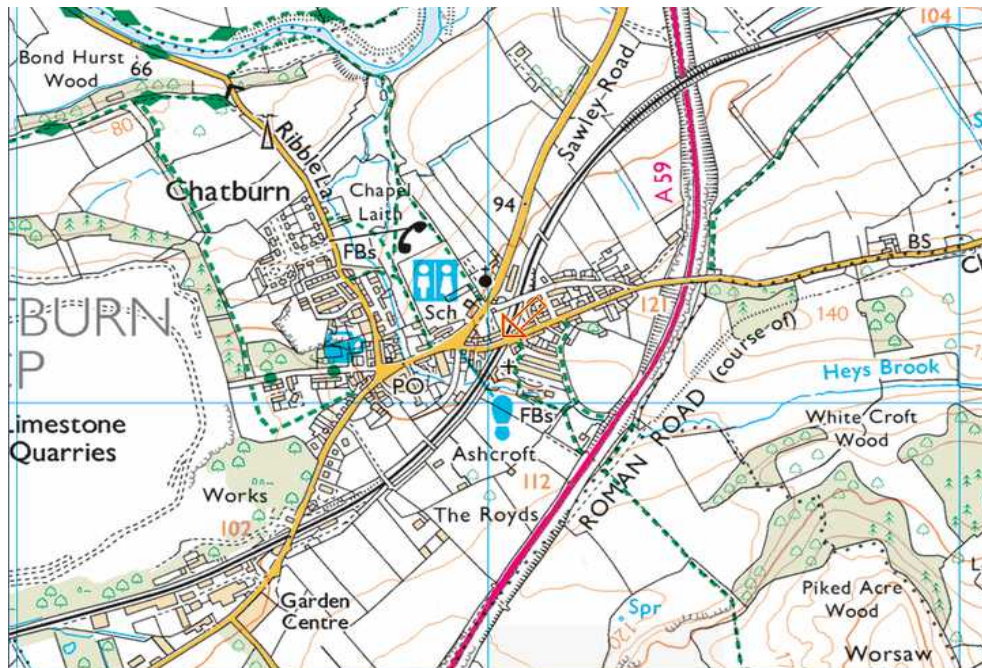 104
Bond Hurst
Wood
66
80
Sawley Road
Ribble La
A 59
Chatburn
Chapel
Laith
94
FBs
BS
Sch
121
140
BURN
P
(course of)
Heys Brook
PO
FBs
White Croft
Wood
Limestone
Quarries
Ashcroft
112
ROMAN ROAD
Works
The Royds
102
Garden
Centre
Spr
120
Piked Acre
Wood
Worsaw